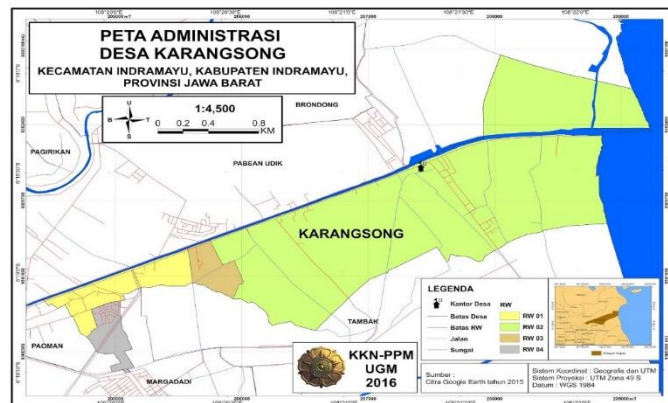 PETA ADMINISTRASI
DESA KARANGSONG
KECAMATAN INDRAMAYU, KABUPATEN INDRAMAYU,
PROVINSI JAWA BARAT
U
B T
S
1:4,500
0 0.2 0.4 0.8
KM
BRONDONG
PAGIRIKAN
PABEAN UDIK
KARANGSONG
TAMBAK
PAOMAN
MARGADADI
LEGENDA
Kantor Desa
Batas Desa
Batas RW
Jalan
Sungai
RW
RW 01
RW 02
RW 03
RW 04
KKN-PPM
UGM
2016
Sumber :
Citra Google Earth tahun 2015
Sistem Koordinat : Geografis dan UTM
Sistem Proyeksi : UTM Zona 49 S
Datum : WGS 1984